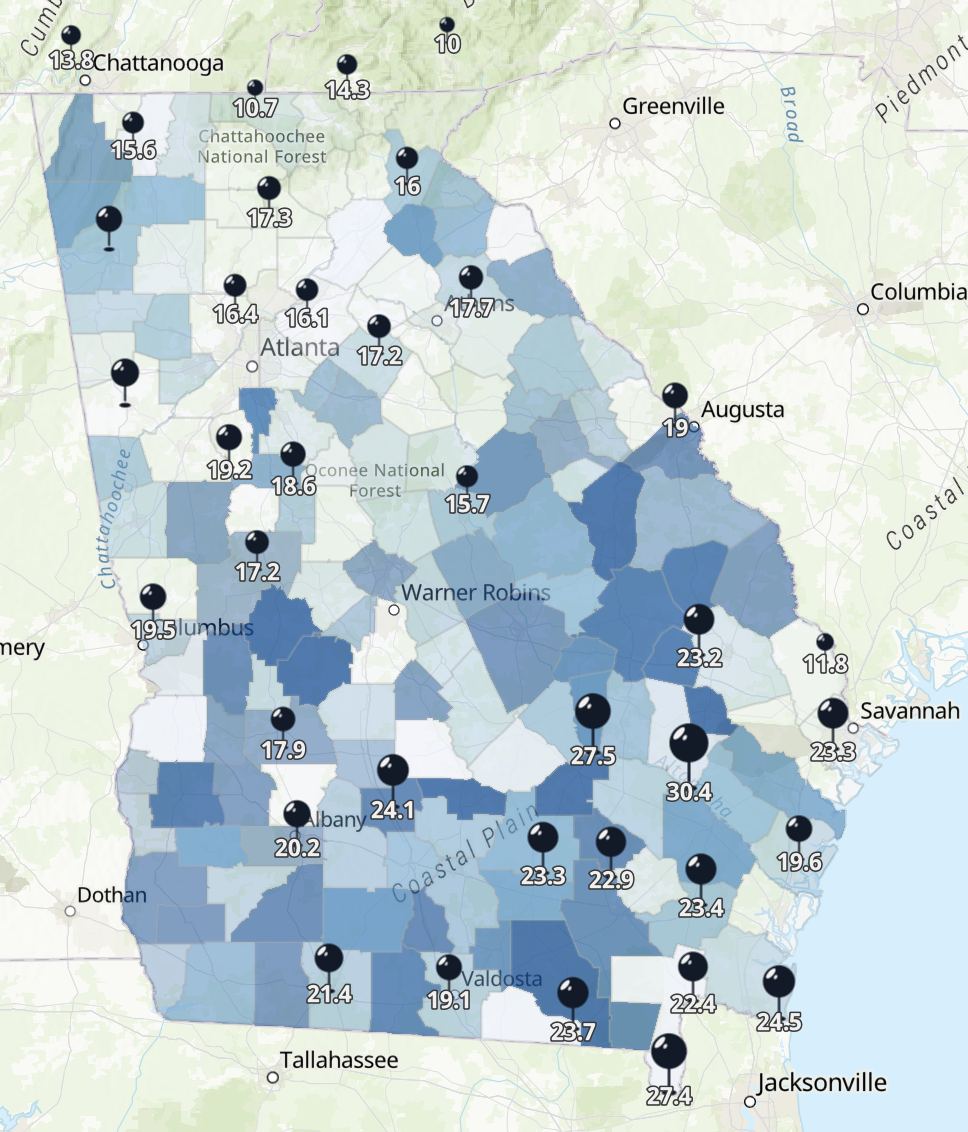 Cumb
10
13.8
Chattanooga
14.3
10.7
Greenville
Broad
Piedmont
15.6
Chattahoochee
National Forest
16
17.3
17.7
16.4
16.1
Columbia
17.2
Atlanta
19
Augusta
19.2
18.6
Oconee National
Forest
15.7
Chattahoochee
Coastal
17.2
Warner Robins
19.5
mery
23.2
11.8
Savannah
17.9
27.5
23.3
30.4
24.1
Albany
20.2
Coastal Plain
23.3
22.9
19.6
Dothan
23.4
21.4
19.1
Valdosta
22.4
23.7
24.5
Tallahassee
27.4
Jacksonville